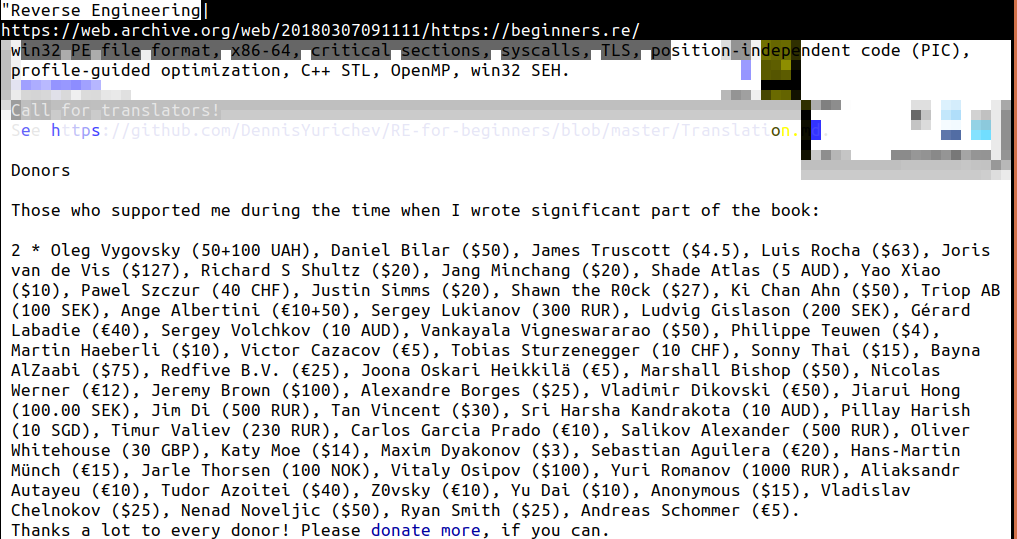 "Reverse Engineering
https://web.archive.org/web/20180307091111/https://beginners.re/
win32 PE file format, x86-64, critical sections, syscalls, TLS, position-independent code (PIC),
profile-guided optimization, C++ STL, OpenMP, win32 SEH.
Call for translators!
See https://github.com/DennisYurichev/RE-for-beginners/blob/master/Translation.
Donors
Those who supported me during the time when I wrote significant part of the book:
2 * Oleg Vygovsky (50+100 UAH), Daniel Bilar ($50), James Truscott ($4.5), Luis Rocha ($63), Joris
van de Vis ($127), Richard S Shultz ($20), Jang Minchang ($20), Shade Atlas (5 AUD), Yao Xiao
($10), Pawel Szczur (40 CHF), Justin Simms ($20), Shawn the R0ck ($27), Ki Chan Ahn ($50), Triop AB
(100 SEK), Ange Albertini (€10+50), Sergey Lukianov (300 RUR), Ludvig Gislason (200 SEK), Gérard
Labadie (€40), Sergey Volchkov (10 AUD), Vankayala Vigneswararao ($50), Philippe Teuwen ($4),
Martin Haeberli ($10), Victor Cazacov (€5), Tobias Sturzenegger (10 CHF), Sonny Thai ($15), Bayna
AlZaabi ($75), Redfive B.V. (€25), Joona Oskari Heikkilä (€5), Marshall Bishop ($50), Nicolas
Werner (€12), Jeremy Brown ($100), Alexandre Borges ($25), Vladimir Dikovski (€50), Jiarui Hong
(100.00 SEK), Jim Di (500 RUR), Tan Vincent ($30), Sri Harsha Kandrakota (10 AUD), Pillay Harish
(10 SGD), Timur Valiev (230 RUR), Carlos Garcia Prado (€10), Salikov Alexander (500 RUR), Oliver
Whitehouse (30 GBP), Katy Moe ($14), Maxim Dyakonov ($3), Sebastian Aguilera (€20), Hans-Martin
Münch (€15), Jarle Thorsen (100 NOK), Vitaly Osipov ($100), Yuri Romanov (1000 RUR), Aliaksandr
Autayeu (€10), Tudor Azoitei ($40), Z0vsky (€10), Yu Dai ($10), Anonymous ($15), Vladislav
Chelnokov ($25), Nenad Noveljic ($50), Ryan Smith ($25), Andreas Schommer (€5).
Thanks a lot to every donor! Please donate more, if you can.